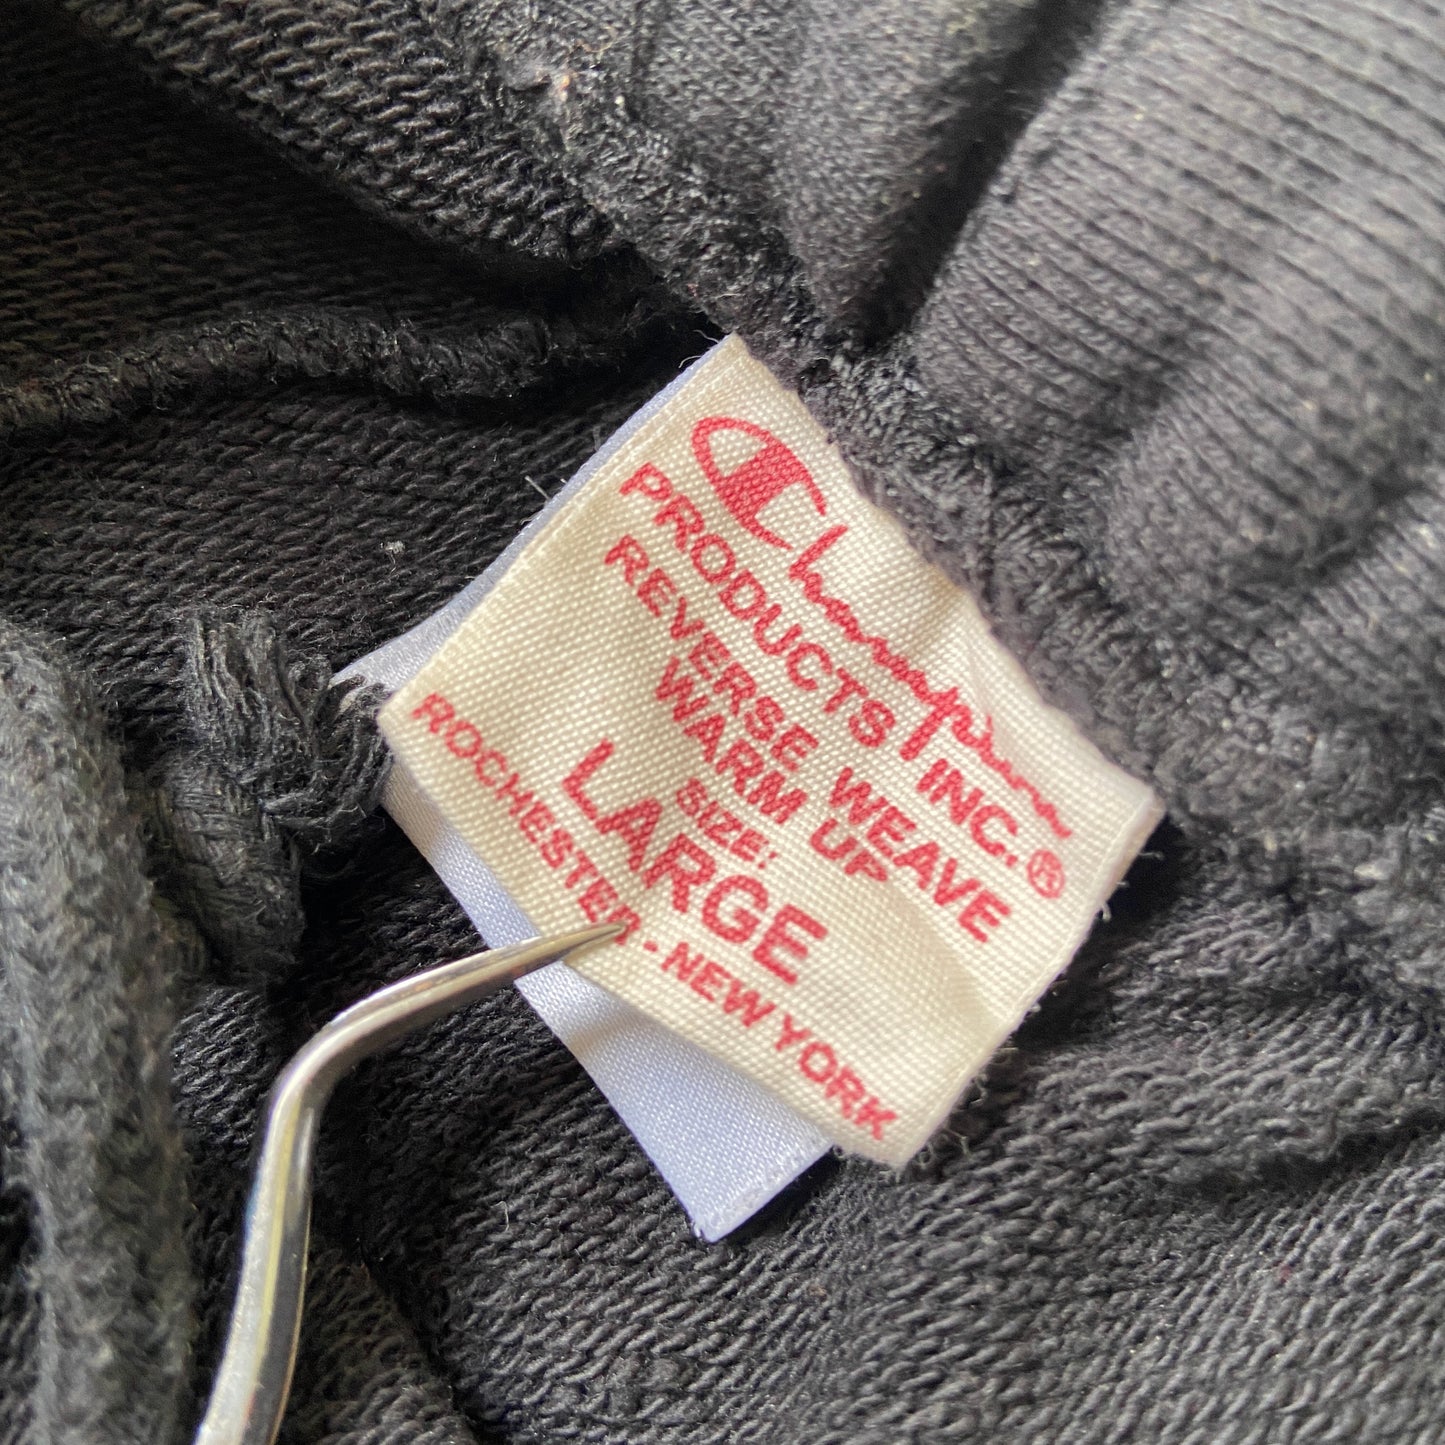 Champion
PRODUCTS INC.®
REVERSE WEAVE
WARM UP
SIZE:
LARGE
ROCHESTER - NEW YORK